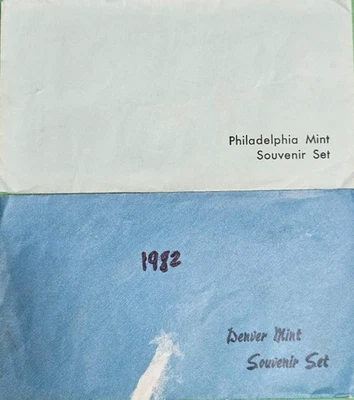 Philadelphia Mint
Souvenir Set
1982
Denver Mint
Souvenir Set